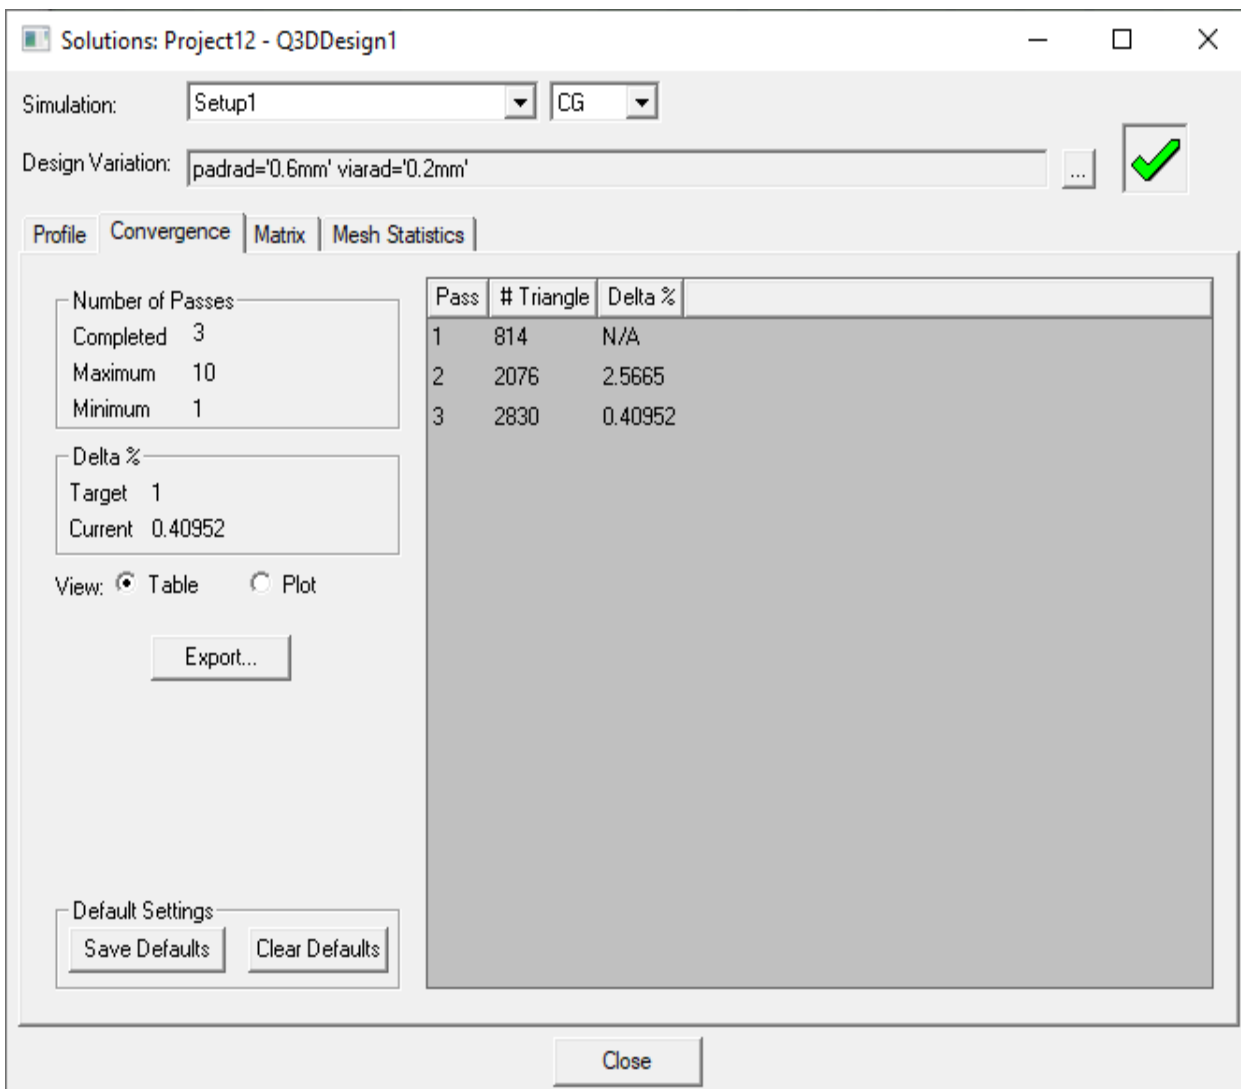 Solutions: Project12 - Q3DDesign1
Simulation: Setup1 CG
Design Variation: padrad='0.6mm' viarad='0.2mm' ...
Profile Convergence Matrix Mesh Statistics
Number of Passes
Completed 3
Maximum 10
Minimum 1
Delta %
Target 1
Current 0.40952
View: Table Plot
Export...
Default Settings
Save Defaults Clear Defaults
Pass # Triangle Delta %
1 814 N/A
2 2076 2.5665
3 2830 0.40952
Close